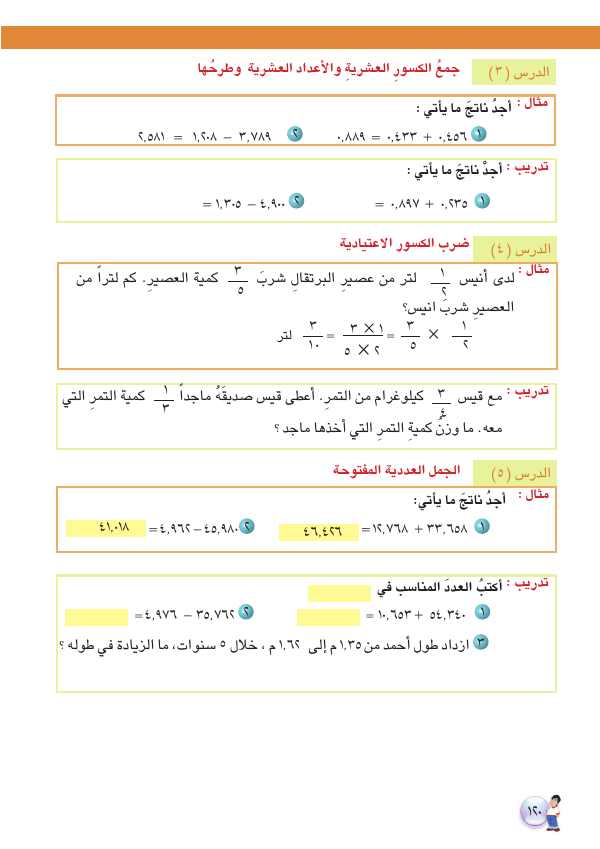 الدرس (٣) جمعُ الكسورِ العشريةِ والأعداد العشرية وطرحُها
مثال : أجدُ ناتجَ ما يأتي :
١ ٠,٤٥٦ + ٠,٤٣٣ = ٠,٨٨٩ ٢ ٣,٧٨٩ − ١,٢٠٨ = ٢,٥٨١
تدريب : أجدْ ناتجَ ما يأتي :
١ ٠,٢٣٥ + ٠,٨٩٧ = ٢ ٤,٩٠٠ − ١,٣٠٥ =
الدرس (٤) ضرب الكسور الاعتيادية
مثال :
لدى أنيس ١/٢ لتر من عصيرِ البرتقالِ شربَ ٣/٥ كمية العصيرِ. كم لتراً من
العصيرِ شربَ انيس؟
١/٢ × ٣/٥ = ١ × ٣ / ٢ × ٥ = ٣/١٠ لتر
تدريب : مع قيس ٣/٤ كيلوغرام من التمرِ. أعطى قيس صديقَهُ ماجداً ١/٣ كمية التمرِ التي
معه. ما وزنُ كميةِ التمرِ التي أخذها ماجد ؟
الدرس (٥) الجمل العددية المفتوحة
مثال : أجدُ ناتجَ ما يأتي:
١ ٣٣,٦٥٨ + ١٢,٧٦٨ = ٤٦,٤٢٦ ٢ ٤٥,٩٨٠ − ٤,٩٦٢ = ٤١,٠١٨
تدريب : أكتبُ العددَ المناسب في
١ ٥٤,٣٤٠ + ١٠,٦٥٣ = ٢ ٣٥,٧٦٢ − ٤,٩٧٦ =
٣ ازداد طول أحمد من ١,٣٥ م إلى ١,٦٢ م ، خلال ٥ سنوات، ما الزيادة في طوله ؟
١٢٠